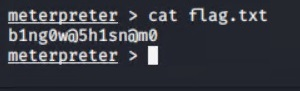 meterpreter > cat flag.txt
b1ng0w@5h1sn@m0
meterpreter >